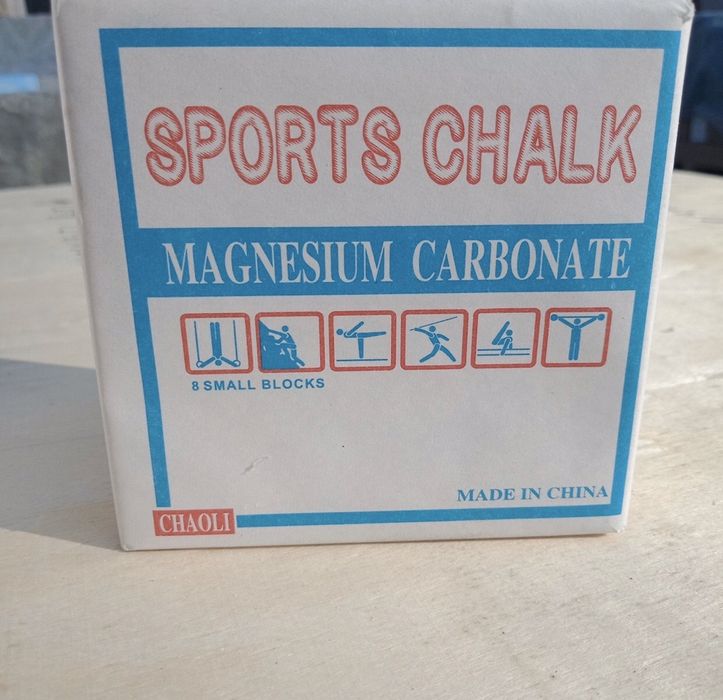 SPORTS CHALK
MAGNESIUM CARBONATE
8 SMALL BLOCKS
MADE IN CHINA
CHAOLI